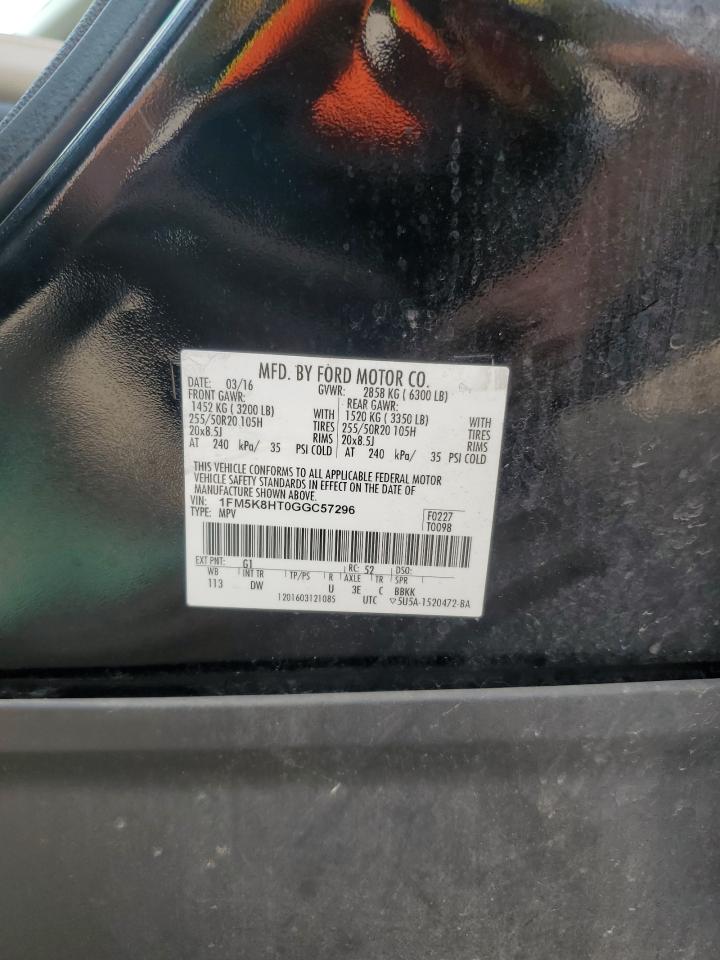 MFD. BY FORD MOTOR CO.
DATE: 03/16 GVWR: 2858 KG ( 6300 LB)
FRONT GAWR: REAR GAWR:
1452 KG ( 3200 LB) WITH 1520 KG ( 3350 LB) WITH
255/50R20 105H TIRES 255/50R20 105H TIRES
20x8.5J RIMS 20x8.5J RIMS
AT 240 kPa/ 35 PSI COLD AT 240 kPa/ 35 PSI COLD
THIS VEHICLE CONFORMS TO ALL APPLICABLE FEDERAL MOTOR
VEHICLE SAFETY STANDARDS IN EFFECT ON THE DATE OF
MANUFACTURE SHOWN ABOVE.
VIN: 1FM5K8HT0GGC57296 F0227
TYPE: MPV T0098
EXT PNT: G1 RC: 52 DSO:
WB INT TR TP/PS R AXLE TR SPR
113 DW U 3E C BBKK
1201603121085 UTC ▽5U5A-1520472-BA